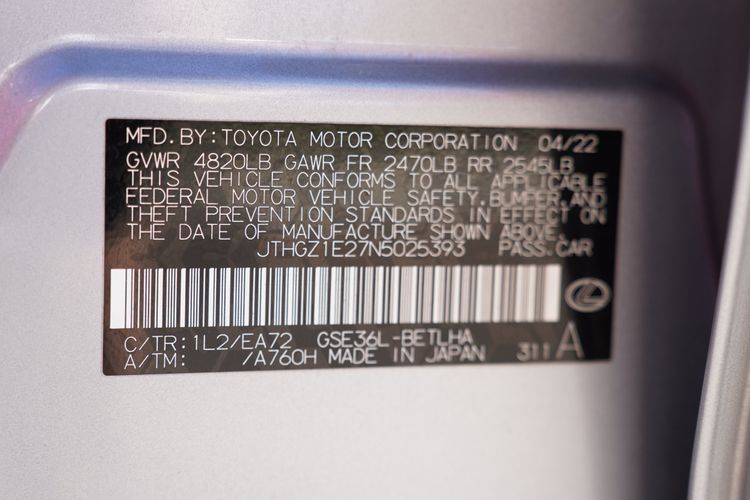 MFD. BY: TOYOTA MOTOR CORPORATION 04/22
GVWR 4820LB GAWR FR 2470LB RR 2545LB
THIS VEHICLE CONFORMS TO ALL APPLICABLE
FEDERAL MOTOR VEHICLE SAFETY, BUMPER, AND
THEFT PREVENTION STANDARDS IN EFFECT ON
THE DATE OF MANUFACTURE SHOWN ABOVE.
JTHGZ1E27N5025393 PASS. CAR
C/TR: 1L2/EA72 GSE36L-BETLHA
A/TM: /A760H MADE IN JAPAN 311 A